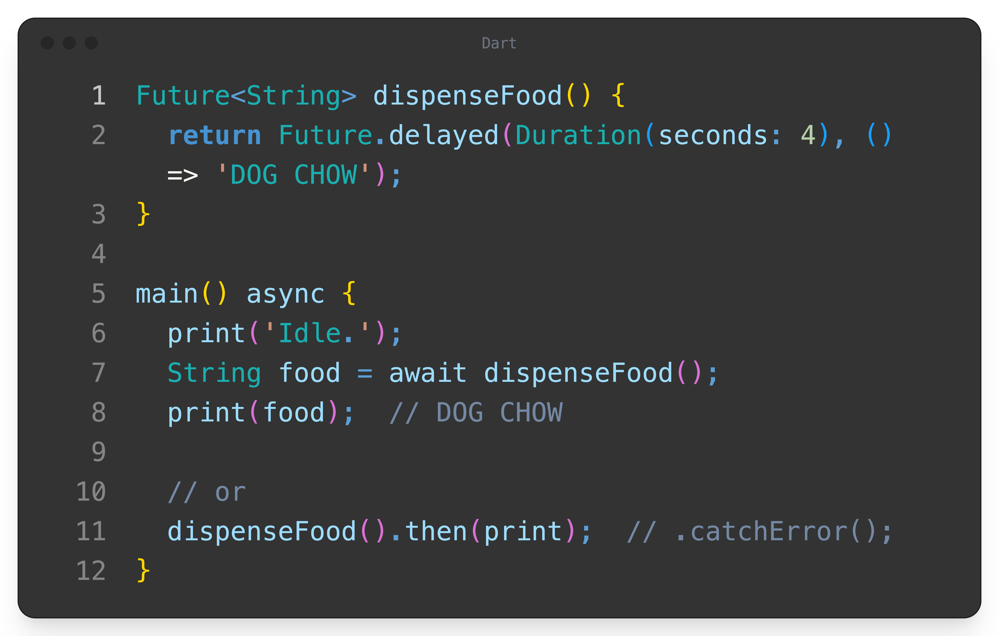 Dart
1 Future<String> dispenseFood() {
2   return Future.delayed(Duration(seconds: 4), ()
  => 'DOG CHOW');
3 }
4
5 main() async {
6   print('Idle.');
7   String food = await dispenseFood();
8   print(food);  // DOG CHOW
9
10   // or
11   dispenseFood().then(print);  // .catchError();
12 }